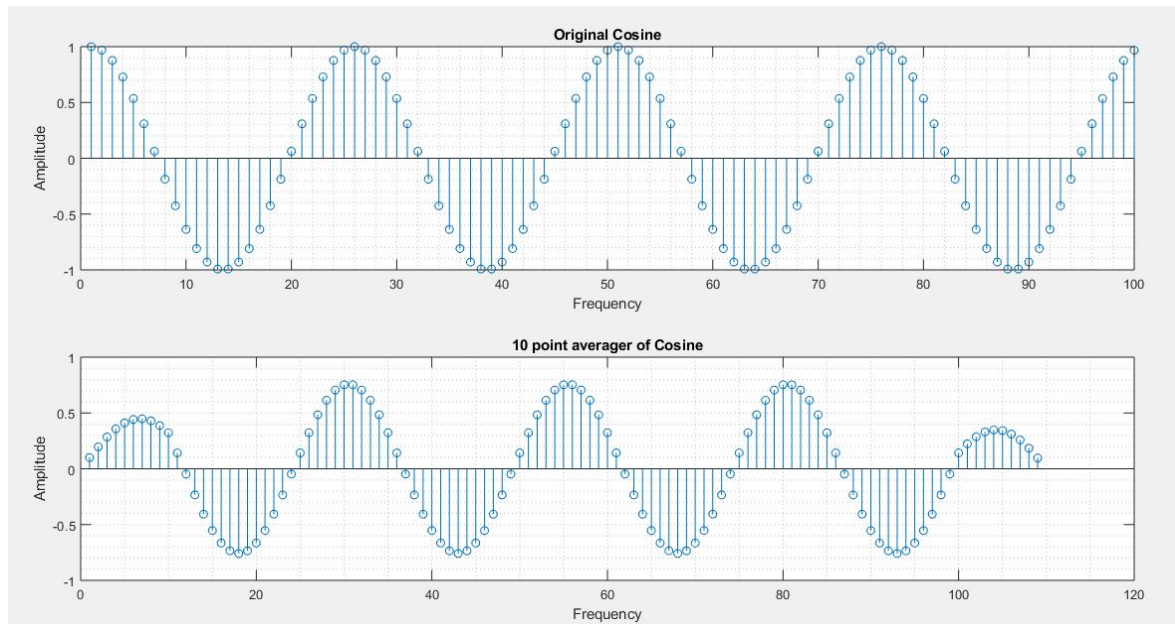 Original Cosine
1
0.5
0
-0.5
-1
Amplitude
0 10 20 30 40 50 60 70 80 90 100
Frequency
10 point averager of Cosine
1
0.5
0
-0.5
-1
Amplitude
0 20 40 60 80 100 120
Frequency